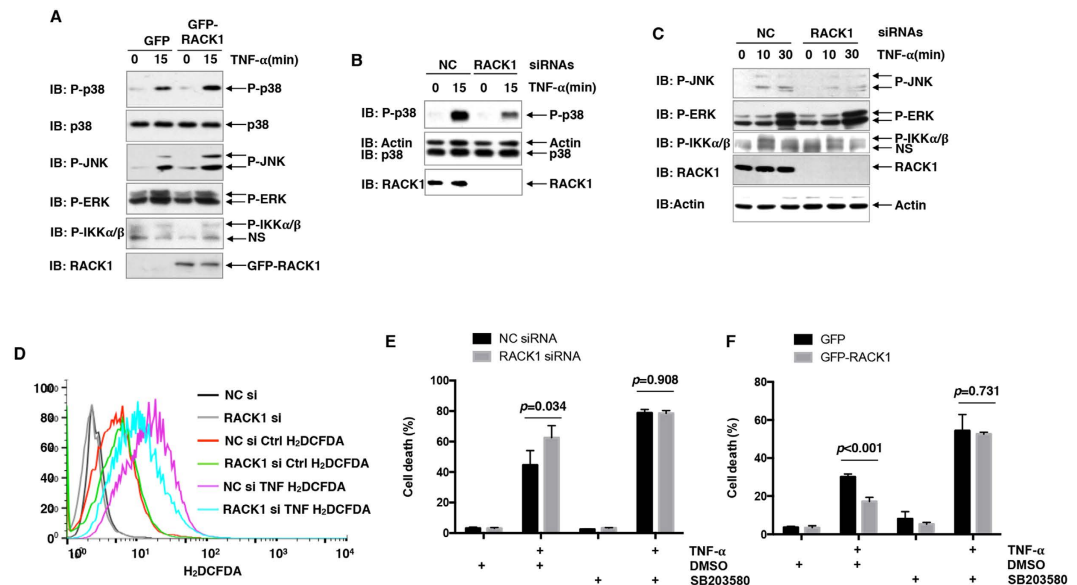 A
GFP
GFP-
RACK1
0 15 0 15 TNF-α(min)
IB: P-p38 P-p38
IB: p38 p38
IB: P-JNK P-JNK
IB: P-ERK P-ERK
IB: P-IKKα/β P-IKKα/β
NS
IB: RACK1 GFP-RACK1
B
NC RACK1 siRNAs
0 15 0 15 TNF-α(min)
IB: P-p38 P-p38
IB: Actin Actin
IB: p38 p38
IB: RACK1 RACK1
C
NC RACK1 siRNAs
0 10 30 0 10 30 TNF-α(min)
IB: P-JNK P-JNK
IB: P-ERK P-ERK
IB: P-IKKα/β P-IKKα/β
NS
IB: RACK1 RACK1
IB:Actin Actin
D
100
80
60
40
20
0
10⁰ 10¹ 10² 10³ 10⁴
H₂DCFDA
NC si
RACK1 si
NC si Ctrl H₂DCFDA
RACK1 si Ctrl H₂DCFDA
NC si TNF H₂DCFDA
RACK1 si TNF H₂DCFDA
E
NC siRNA
RACK1 siRNA
Cell death (%)
100
80
60
40
20
0
p=0.034
p=0.908
+ + TNF-α
+ + DMSO
+ + SB203580
F
GFP
GFP-RACK1
Cell death (%)
80
60
40
20
0
p<0.001
p=0.731
+ + TNF-α
+ + DMSO
+ + SB203580